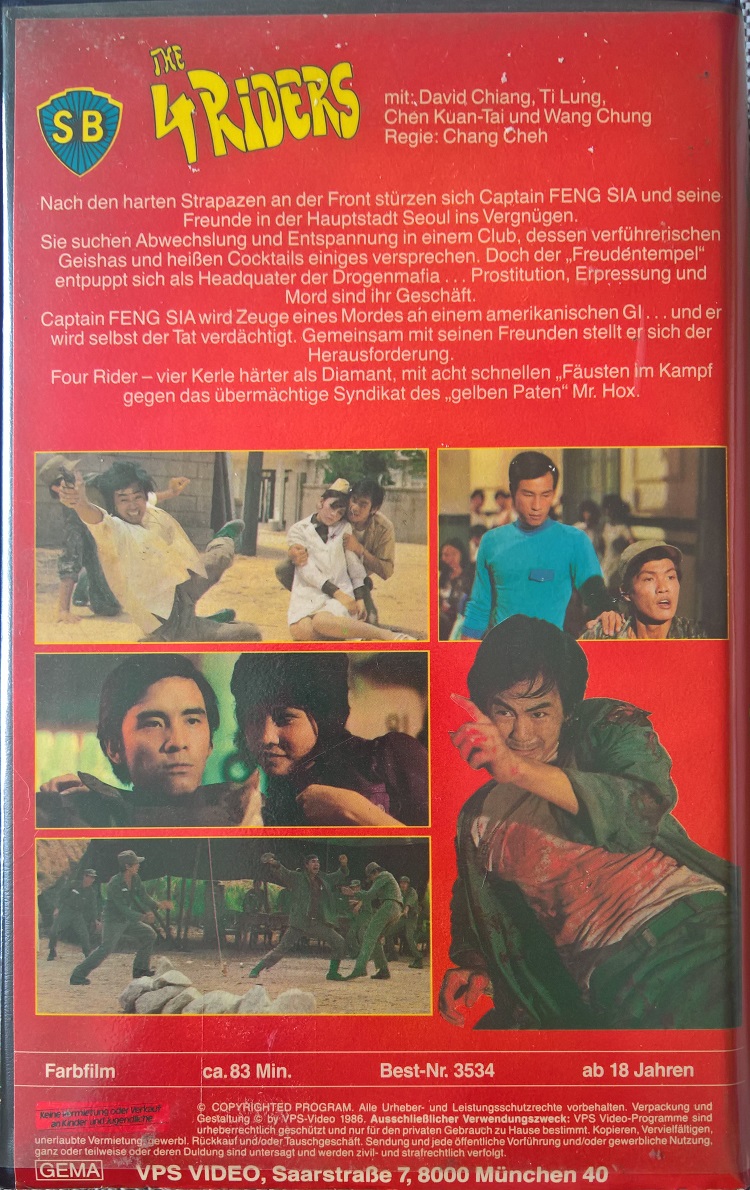 THE
4 RiDERS
SB
mit: David Chiang, Ti Lung,
Chen Kuan-Tai und Wang Chung
Regie: Chang Cheh
Nach den harten Strapazen an der Front stürzen sich Captain FENG SIA und seine
Freunde in der Hauptstadt Seoul ins Vergnügen.
Sie suchen Abwechslung und Entspannung in einem Club, dessen verführerischen
Geishas und heißen Cocktails einiges versprechen. Doch der „Freudentempel“
entpuppt sich als Headquater der Drogenmafia ... Prostitution, Erpressung und
Mord sind ihr Geschäft.
Captain FENG SIA wird Zeuge eines Mordes an einem amerikanischen GI ... und er
wird selbst der Tat verdächtigt. Gemeinsam mit seinen Freunden stellt er sich der
Herausforderung.
Four Rider – vier Kerle härter als Diamant, mit acht schnellen „Fäusten im Kampf
gegen das übermächtige Syndikat des „gelben Paten“ Mr. Hox.
81
Farbfilm ca. 83 Min. Best-Nr. 3534 ab 18 Jahren
Keine Vermietung oder Verkauf
an Kinder und Jugendliche
© COPYRIGHTED PROGRAM. Alle Urheber- und Leistungsschutzrechte vorbehalten. Verpackung und
Gestaltung © by VPS-Video 1986. Ausschließlicher Verwendungszweck: VPS Video-Programme sind
urheberrechtlich geschützt und nur für den privaten Gebrauch zu Hause bestimmt. Kopieren, Vervielfältigen,
unerlaubte Vermietung, gewerbl. Rückkauf und/oder Tauschgeschäft. Sendung und jede öffentliche Vorführung und/oder gewerbliche Nutzung,
ganz oder teilweise oder deren Duldung sind untersagt und werden zivil- und strafrechtlich verfolgt.
GEMA VPS VIDEO, Saarstraße 7, 8000 München 40